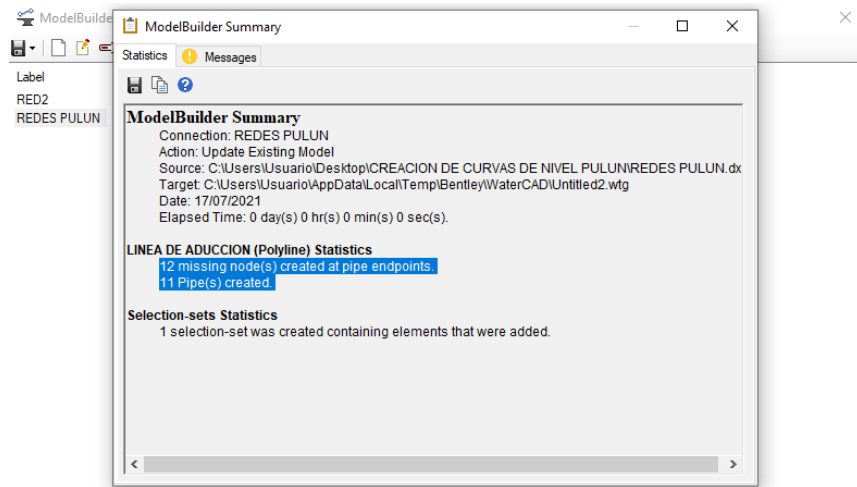 ModelBuilde
ModelBuilder Summary
Statistics
Messages
Label
RED2
REDES PULUN
ModelBuilder Summary
Connection: REDES PULUN
Action: Update Existing Model
Source: C:\Users\Usuario\Desktop\CREACION DE CURVAS DE NIVEL PULUN\REDES PULUN.dx
Target: C:\Users\Usuario\AppData\Local\Temp\Bentley\WaterCAD\Untitled2.wtg
Date: 17/07/2021
Elapsed Time: 0 day(s) 0 hr(s) 0 min(s) 0 sec(s).
LINEA DE ADUCCION (Polyline) Statistics
12 missing node(s) created at pipe endpoints.
11 Pipe(s) created.
Selection-sets Statistics
1 selection-set was created containing elements that were added.